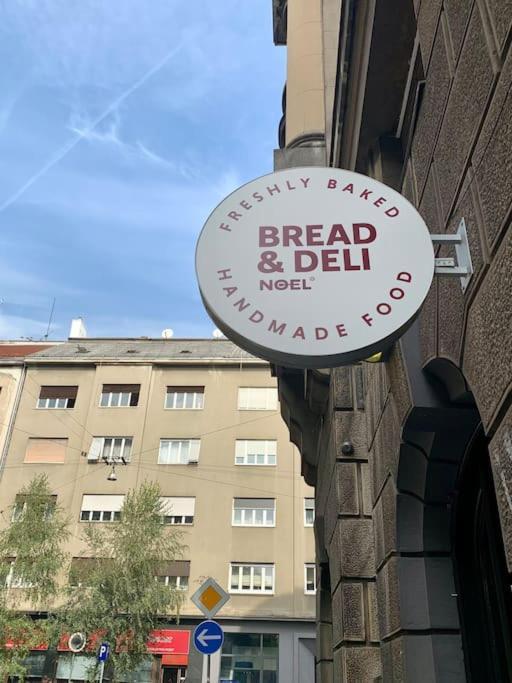 FRESHLY BAKED
BREAD
& DELI
NOEL
HANDMADE FOOD
P